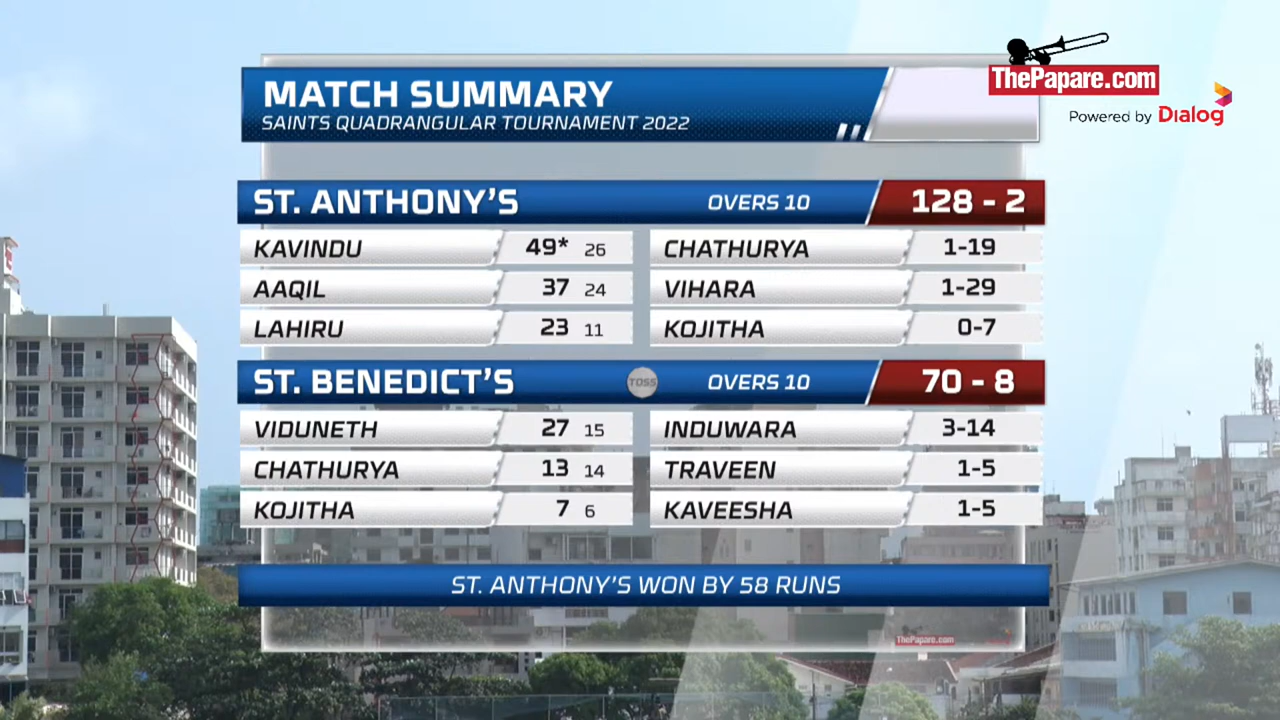 ThePapare.com
Powered by Dialog
MATCH SUMMARY
SAINTS QUADRANGULAR TOURNAMENT 2022
ST. ANTHONY'S OVERS 10 128 - 2
KAVINDU 49* 26 CHATHURYA 1-19
AAQIL 37 24 VIHARA 1-29
LAHIRU 23 11 KOJITHA 0-7
ST. BENEDICT'S TOSS OVERS 10 70 - 8
VIDUNETH 27 15 INDUWARA 3-14
CHATHURYA 13 14 TRAVEEN 1-5
KOJITHA 7 6 KAVEESHA 1-5
ST. ANTHONY'S WON BY 58 RUNS
ThePapare.com